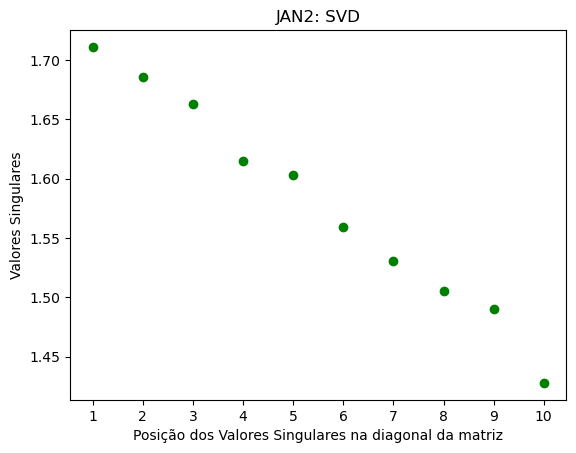 JAN2: SVD
Valores Singulares
1.70
1.65
1.60
1.55
1.50
1.45
1 2 3 4 5 6 7 8 9 10
Posição dos Valores Singulares na diagonal da matriz